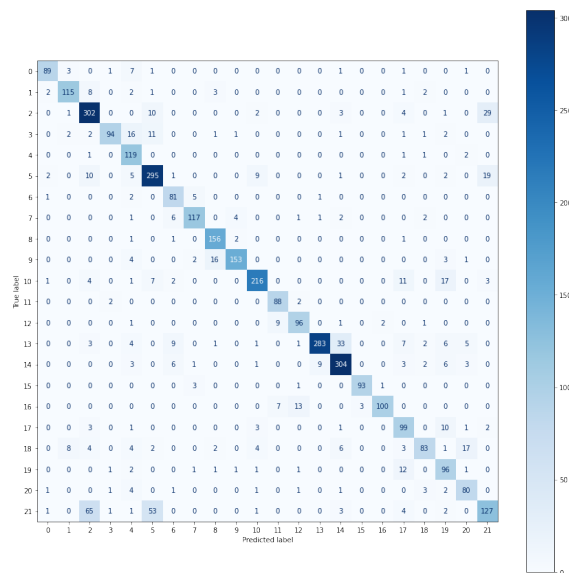 0 89 3 0 1 7 1 0 0 0 0 0 0 0 0 1 0 0 1 0 0 1 0
1 2 115 8 0 2 1 0 0 3 0 0 0 0 0 0 0 0 1 2 0 0 0
2 0 1 302 0 0 10 0 0 0 0 2 0 0 0 3 0 0 4 0 1 0 29
3 0 2 2 94 16 11 0 0 1 1 0 0 0 0 1 0 0 1 1 2 0 0
4 0 0 1 0 119 0 0 0 0 0 0 0 0 0 0 0 0 1 1 0 2 0
5 2 0 10 0 5 295 1 0 0 0 9 0 0 0 1 0 0 2 0 2 0 19
6 1 0 0 0 2 0 81 5 0 0 0 0 0 1 0 0 0 0 0 0 0 0
7 0 0 0 0 1 0 6 117 0 4 0 0 1 1 2 0 0 0 2 0 0 0
8 0 0 0 0 1 0 1 0 156 2 0 0 0 0 0 0 0 1 0 0 0 0
9 0 0 0 0 4 0 0 2 16 153 0 0 0 0 0 0 0 0 0 3 1 0
10 1 0 4 0 1 7 2 0 0 0 216 0 0 0 0 0 0 11 0 17 0 3
11 0 0 0 2 0 0 0 0 0 0 0 88 2 0 0 0 0 0 0 0 0 0
12 0 0 0 0 0 0 0 0 0 0 0 9 96 0 1 0 2 0 1 0 0 0
13 0 0 3 0 4 0 9 0 1 0 1 0 1 283 33 0 0 7 2 6 5 0
14 0 0 0 0 3 0 6 1 0 0 0 1 0 9 304 0 0 3 2 6 3 0
15 0 0 0 0 0 0 0 3 0 0 0 0 1 0 0 93 1 0 0 0 0 0
16 0 0 0 0 0 0 0 0 0 0 0 7 13 0 0 3 100 0 0 0 0 0
17 0 0 3 0 1 0 0 0 0 0 3 0 0 0 1 0 0 99 0 10 1 2
18 0 8 4 0 4 2 0 0 2 0 4 0 0 0 6 0 0 3 83 1 17 0
19 0 0 0 1 2 0 0 1 1 1 1 0 1 0 0 0 0 12 0 96 1 0
20 1 0 0 1 4 0 1 0 0 0 1 0 1 0 1 0 0 0 3 2 80 0
21 1 0 65 1 0 53 0 0 0 0 1 0 0 0 3 0 0 4 0 2 0 127
0 1 2 3 4 5 6 7 8 9 10 11 12 13 14 15 16 17 18 19 20 21
True label
Predicted label
300
250
200
150
100
50
0